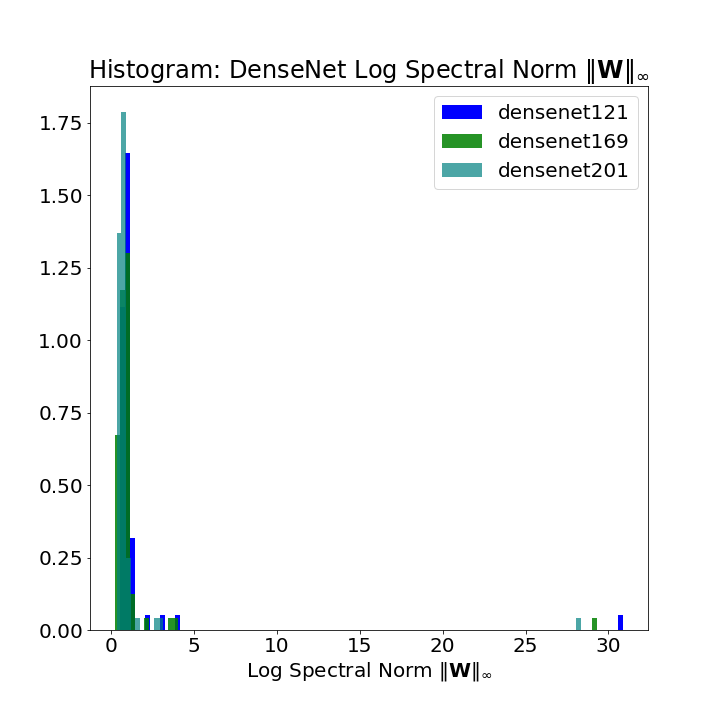 Histogram: DenseNet Log Spectral Norm ‖W‖∞
densenet121
densenet169
densenet201
1.75
1.50
1.25
1.00
0.75
0.50
0.25
0.00
0 5 10 15 20 25 30
Log Spectral Norm ‖W‖∞